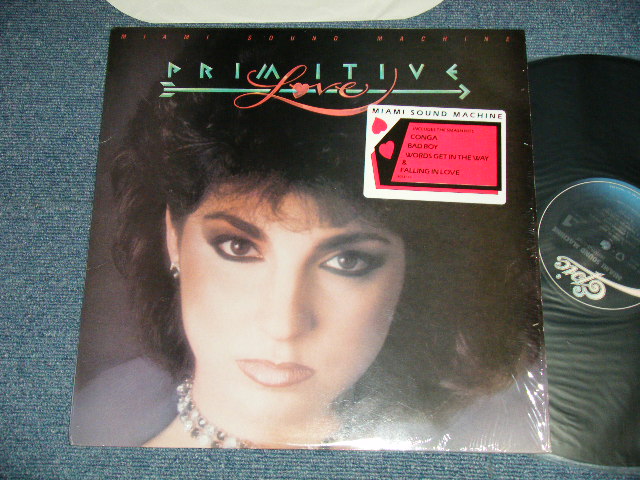 MIAMI SOUND MACHINE
PRIMITIVE
Love
MIAMI SOUND MACHINE
CONGA
BAD BOY
WORDS GET IN THE WAY
&
FALLING IN LOVE
Epic